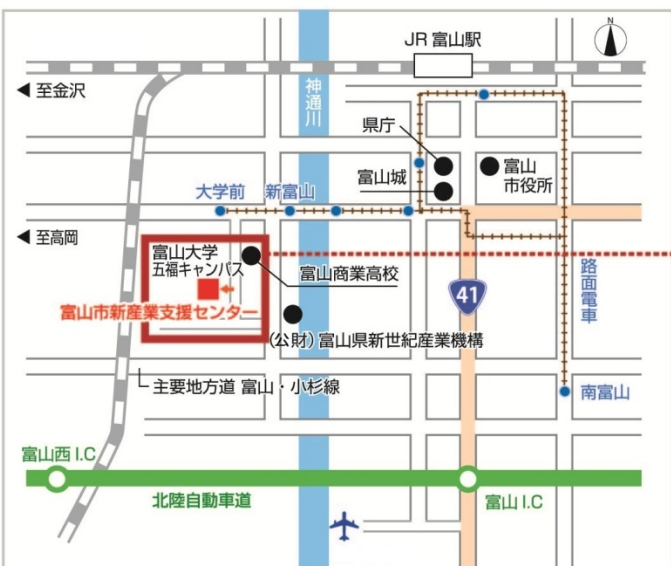 N
JR 富山駅
至金沢
神通川
県庁
富山城
富山
市役所
大学前
新富山
至高岡
富山大学
五福キャンパス
富山商業高校
41
路面電車
富山市新産業支援センター
(公財)富山県新世紀産業機構
主要地方道 富山・小杉線
南富山
富山西 I.C
北陸自動車道
富山 I.C